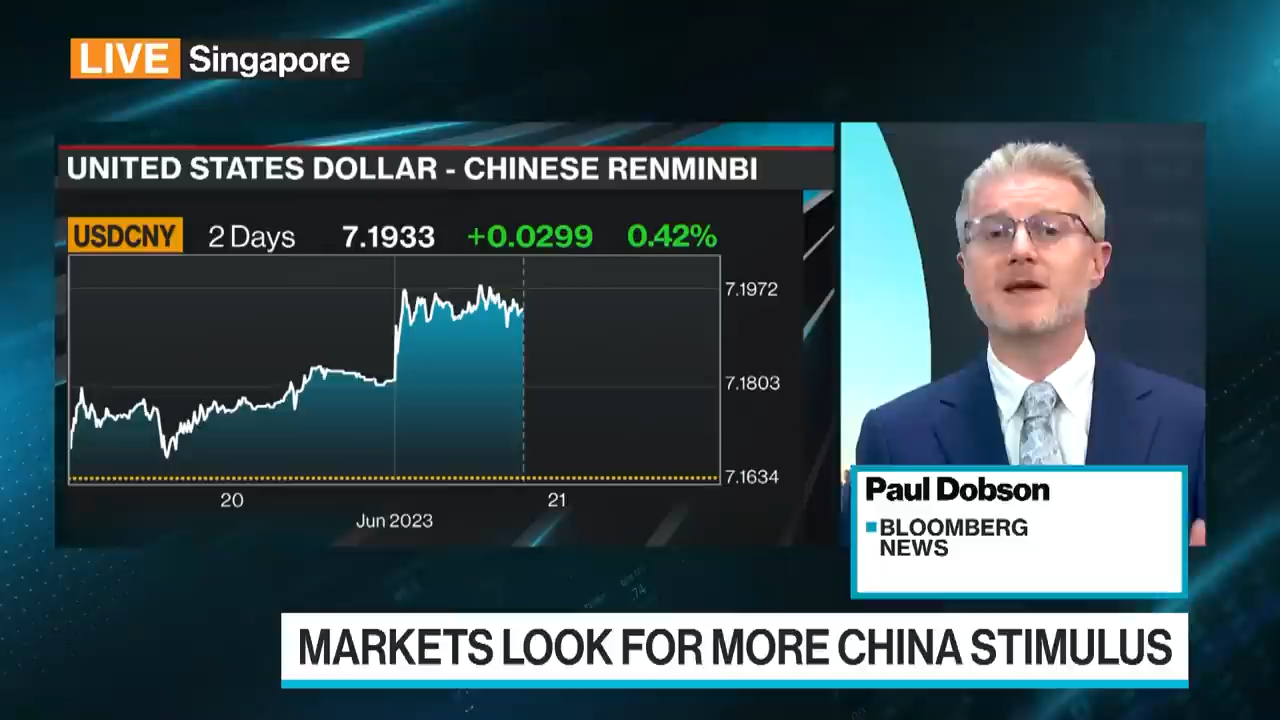 LIVE Singapore
UNITED STATES DOLLAR - CHINESE RENMINBI
USDCNY 2 Days 7.1933 +0.0299 0.42%
7.1972
7.1803
7.1634
20 21
Jun 2023
Paul Dobson
BLOOMBERG
NEWS
MARKETS LOOK FOR MORE CHINA STIMULUS